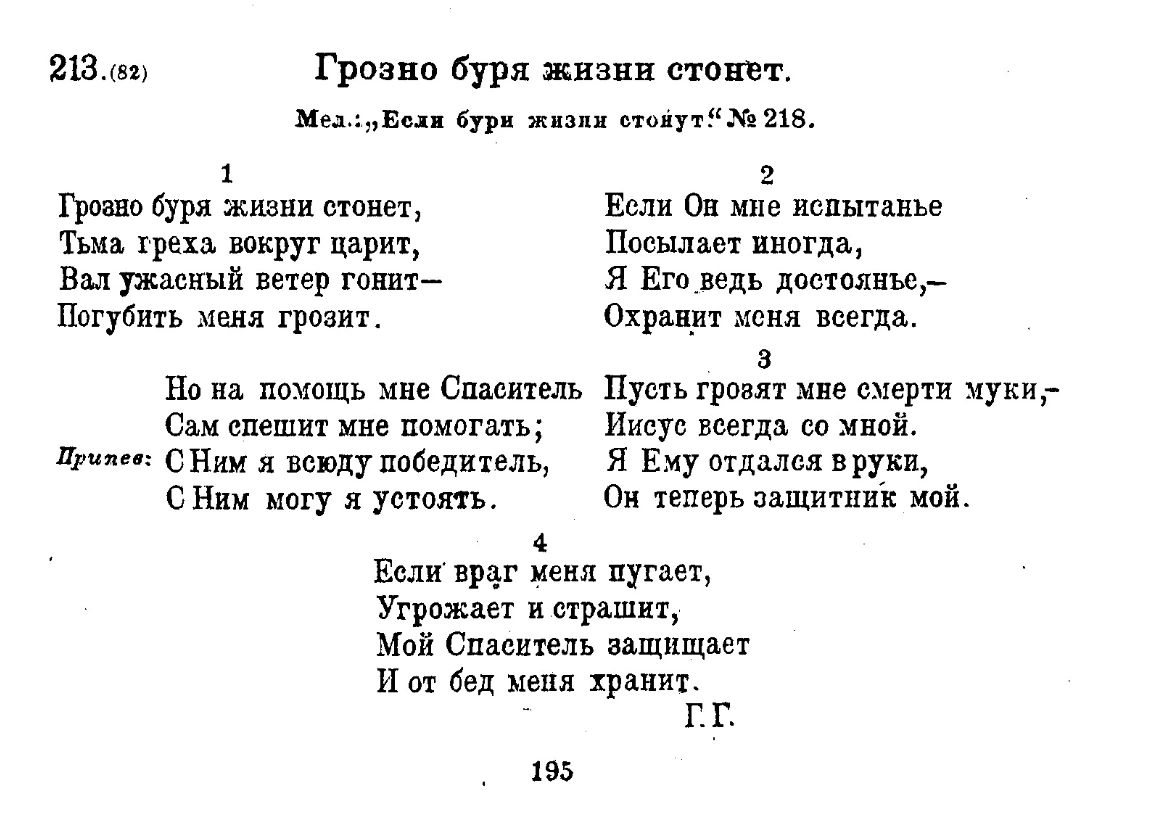 213.(82) Грозно буря жизни стонет.
Мел.: „Если бури жизни стонут.“ № 218.
1
Грозно буря жизни стонет,
Тьма греха вокруг царит,
Вал ужасный ветер гонит—
Погубить меня грозит.
Припев: Но на помощь мне Спаситель
Сам спешит мне помогать;
С Ним я всюду победитель,
С Ним могу я устоять.
2
Если Он мне испытанье
Посылает иногда,
Я Его ведь достоянье,—
Охранит меня всегда.
3
Пусть грозят мне смерти муки,-
Иисус всегда со мной.
Я Ему отдался в руки,
Он теперь защитник мой.
4
Если враг меня пугает,
Угрожает и страшит,
Мой Спаситель защищает
И от бед меня хранит.
Г. Г.
195